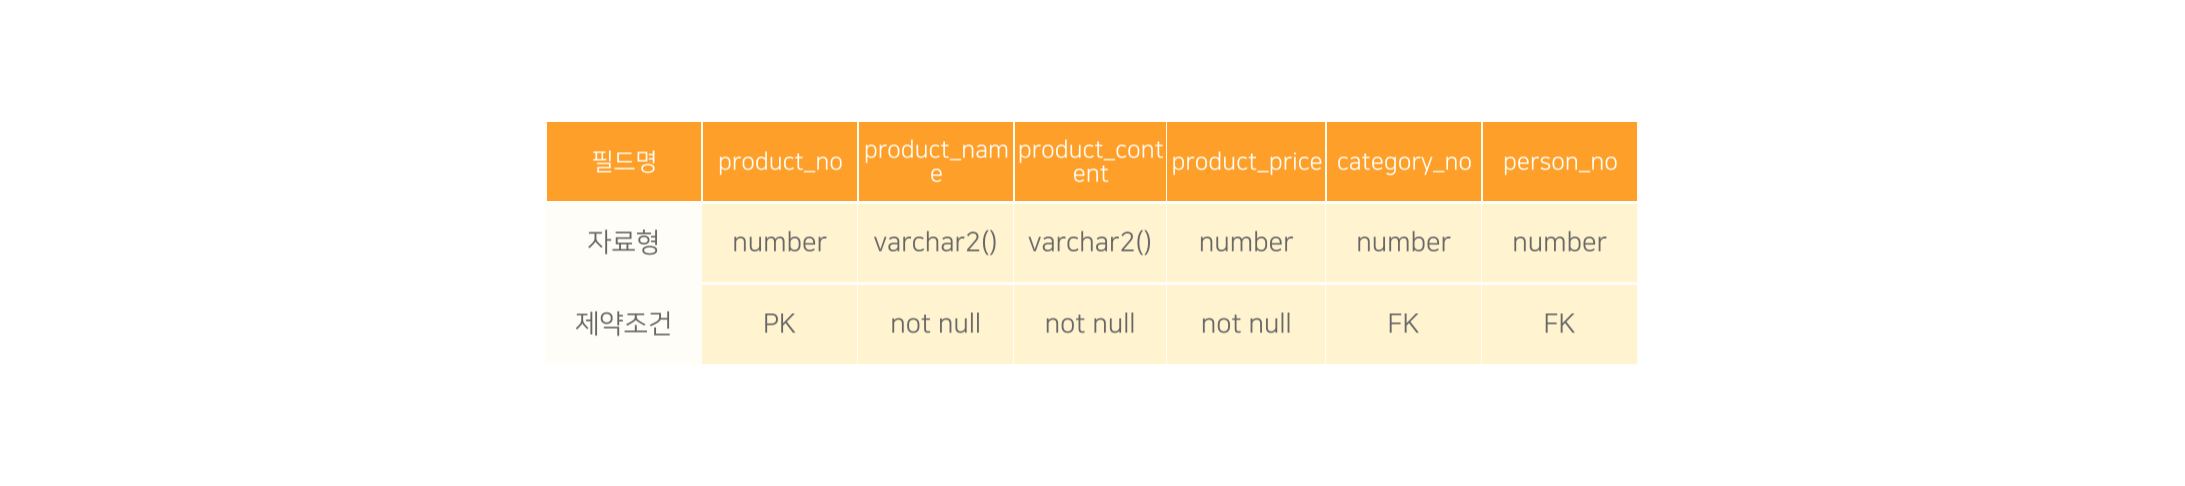 필드명 product_no product_nam product_cont product_price category_no person_no
e ent
자료형 number varchar2() varchar2() number number number
제약조건 PK not null not null not null FK FK